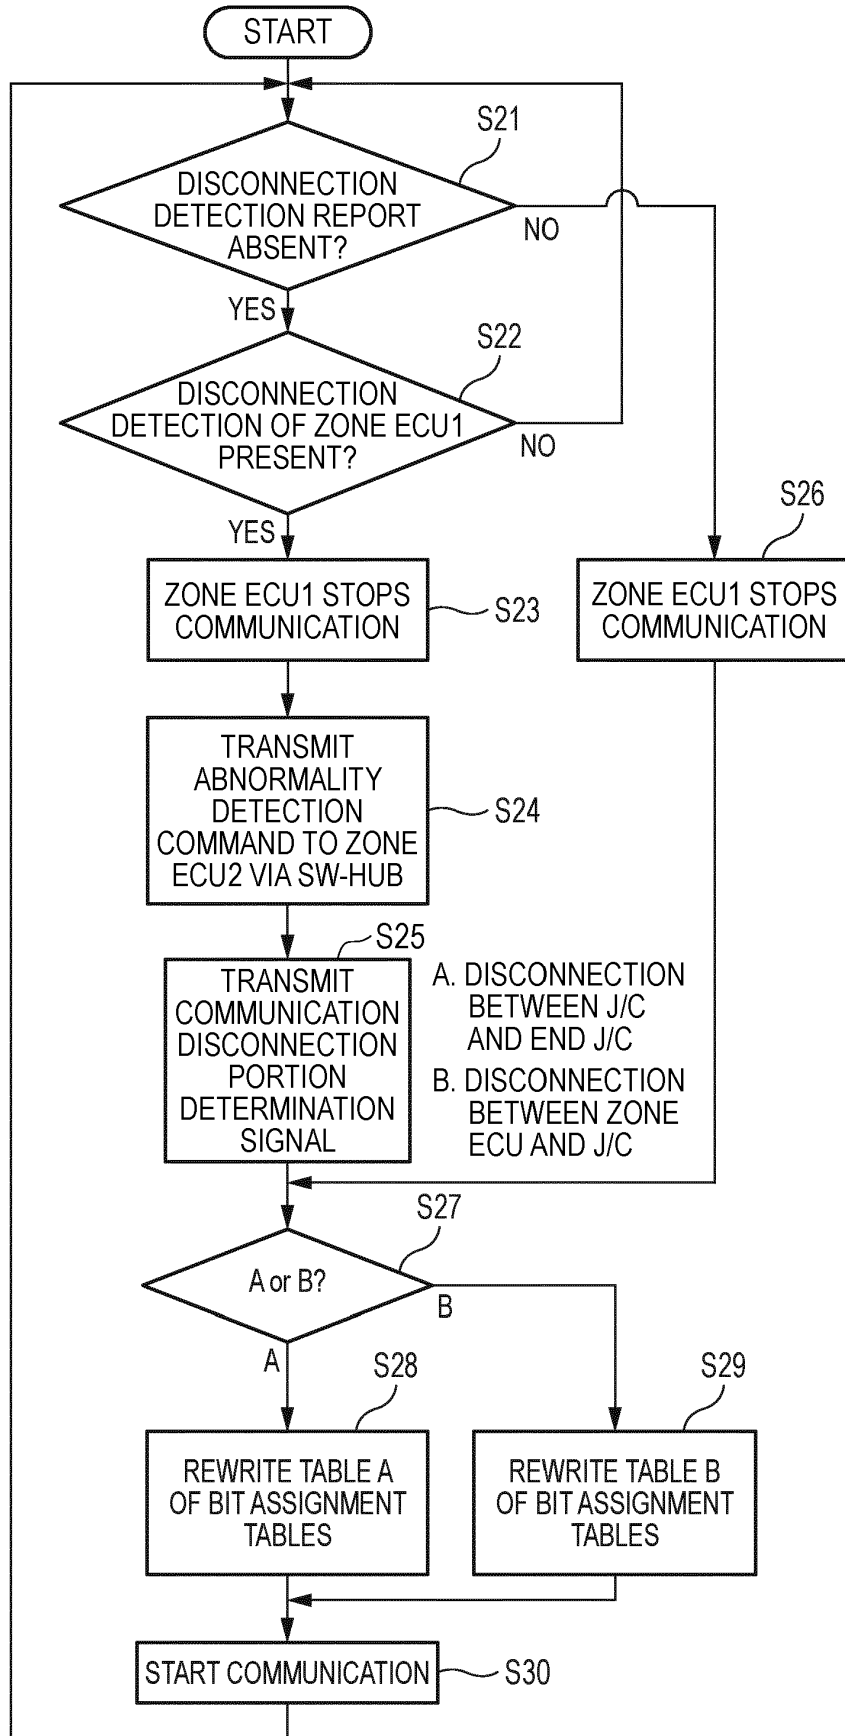 START
S21
DISCONNECTION
DETECTION REPORT
ABSENT?
NO
YES
S22
DISCONNECTION
DETECTION OF ZONE ECU1
PRESENT?
NO
YES
S26
ZONE ECU1 STOPS
COMMUNICATION
S23
ZONE ECU1 STOPS
COMMUNICATION
TRANSMIT
ABNORMALITY
DETECTION
COMMAND TO ZONE
ECU2 VIA SW-HUB
S24
S25
TRANSMIT
COMMUNICATION
DISCONNECTION
PORTION
DETERMINATION
SIGNAL
A. DISCONNECTION
BETWEEN J/C
AND END J/C
B. DISCONNECTION
BETWEEN ZONE
ECU AND J/C
S27
A or B?
B
A
S28
REWRITE TABLE A
OF BIT ASSIGNMENT
TABLES
S29
REWRITE TABLE B
OF BIT ASSIGNMENT
TABLES
START COMMUNICATION
S30